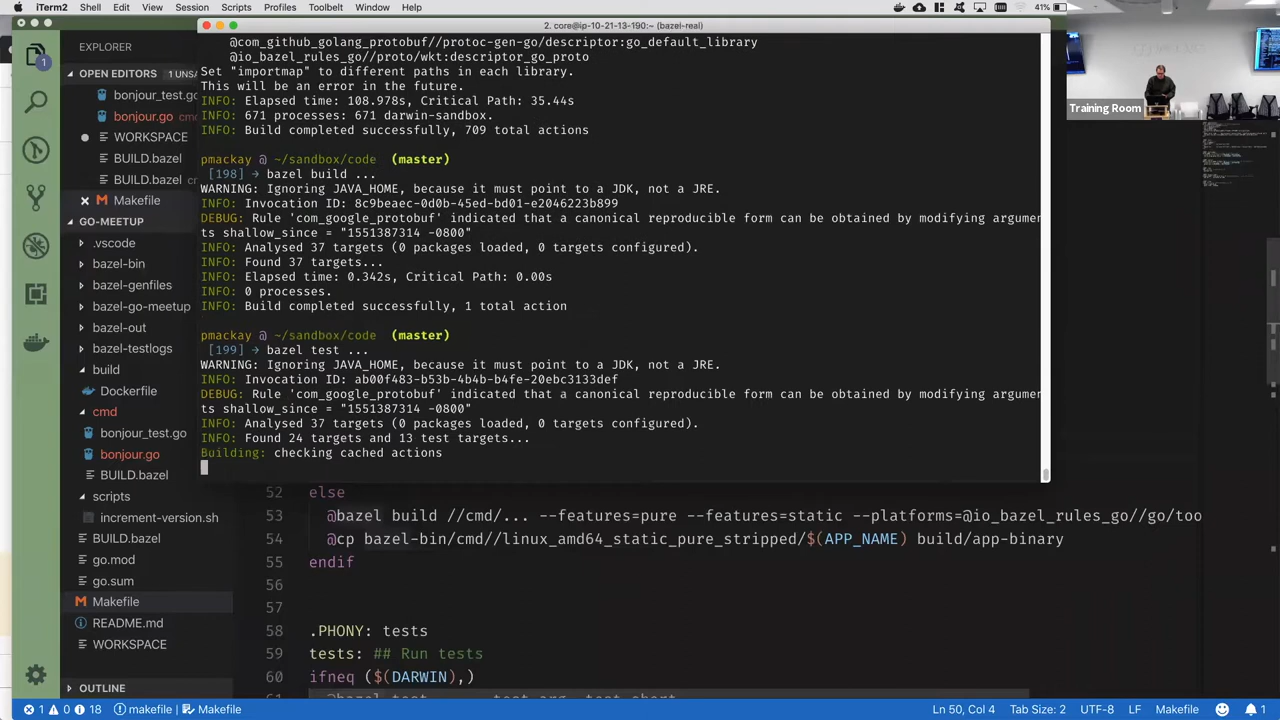 iTerm2 Shell Edit View Session Scripts Profiles Toolbelt Window Help 41%
2. core@ip-10-21-13-190:~ (bazel-real)
@com_github_golang_protobuf//protoc-gen-go/descriptor:go_default_library
@io_bazel_rules_go//proto/wkt:descriptor_go_proto
Set "importmap" to different paths in each library.
This will be an error in the future.
INFO: Elapsed time: 108.978s, Critical Path: 35.44s
INFO: 671 processes: 671 darwin-sandbox.
INFO: Build completed successfully, 709 total actions
pmackay @ ~/sandbox/code (master)
[198] → bazel build ...
WARNING: Ignoring JAVA_HOME, because it must point to a JDK, not a JRE.
INFO: Invocation ID: 8c9beaec-0d0b-45ed-bd01-e2046223b899
DEBUG: Rule 'com_google_protobuf' indicated that a canonical reproducible form can be obtained by modifying argumen
ts shallow_since = "1551387314 -0800"
INFO: Analysed 37 targets (0 packages loaded, 0 targets configured).
INFO: Found 37 targets...
INFO: Elapsed time: 0.342s, Critical Path: 0.00s
INFO: 0 processes.
INFO: Build completed successfully, 1 total action
pmackay @ ~/sandbox/code (master)
[199] → bazel test ...
WARNING: Ignoring JAVA_HOME, because it must point to a JDK, not a JRE.
INFO: Invocation ID: ab00f483-b53b-4b4b-b4fe-20ebc3133def
DEBUG: Rule 'com_google_protobuf' indicated that a canonical reproducible form can be obtained by modifying argumen
ts shallow_since = "1551387314 -0800"
INFO: Analysed 37 targets (0 packages loaded, 0 targets configured).
INFO: Found 24 targets and 13 test targets...
Building: checking cached actions
Training Room
EXPLORER
OPEN EDITORS 1 UNSA
bonjour_test.go
bonjour.go cm
WORKSPACE
BUILD.bazel
BUILD.bazel cm
Makefile
GO-MEETUP
.vscode
bazel-bin
bazel-genfiles
bazel-go-meetup
bazel-out
bazel-testlogs
build
Dockerfile
cmd
bonjour_test.go
bonjour.go
BUILD.bazel
scripts
increment-version.sh
BUILD.bazel
go.mod
go.sum
Makefile
README.md
WORKSPACE
OUTLINE
52 else
53 @bazel build //cmd/... --features=pure --features=static --platforms=@io_bazel_rules_go//go/too
54 @cp bazel-bin/cmd//linux_amd64_static_pure_stripped/$(APP_NAME) build/app-binary
55 endif
56
57
58 .PHONY: tests
59 tests: ## Run tests
60 ifneq ($(DARWIN),)
1 0 18 makefile Makefile Ln 50, Col 4 Tab Size: 2 UTF-8 LF Makefile 1